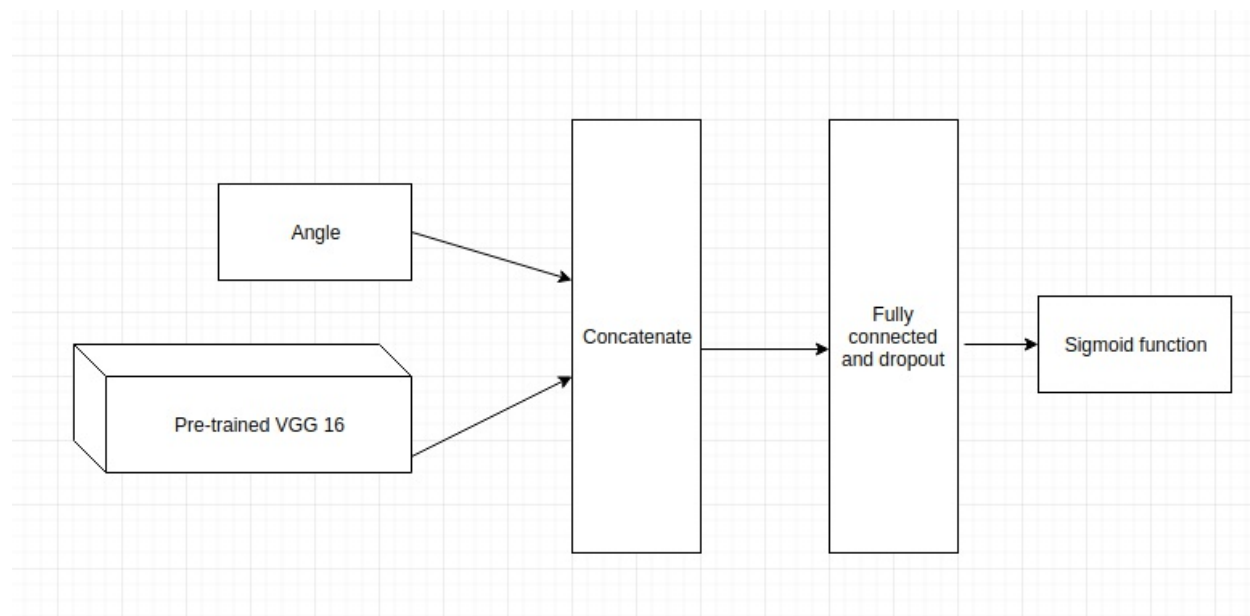 Angle
Pre-trained VGG 16
Concatenate
Fully
connected
and dropout
Sigmoid function